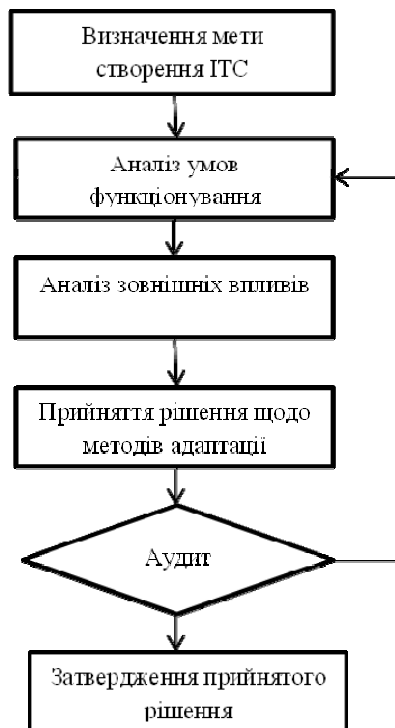 Визначення мети
створення ІТС
Аналіз умов
функціонування
Аналіз зовнішніх впливів
Прийняття рішення щодо
методів адаптації
Аудит
Затвердження прийнятого
рішення